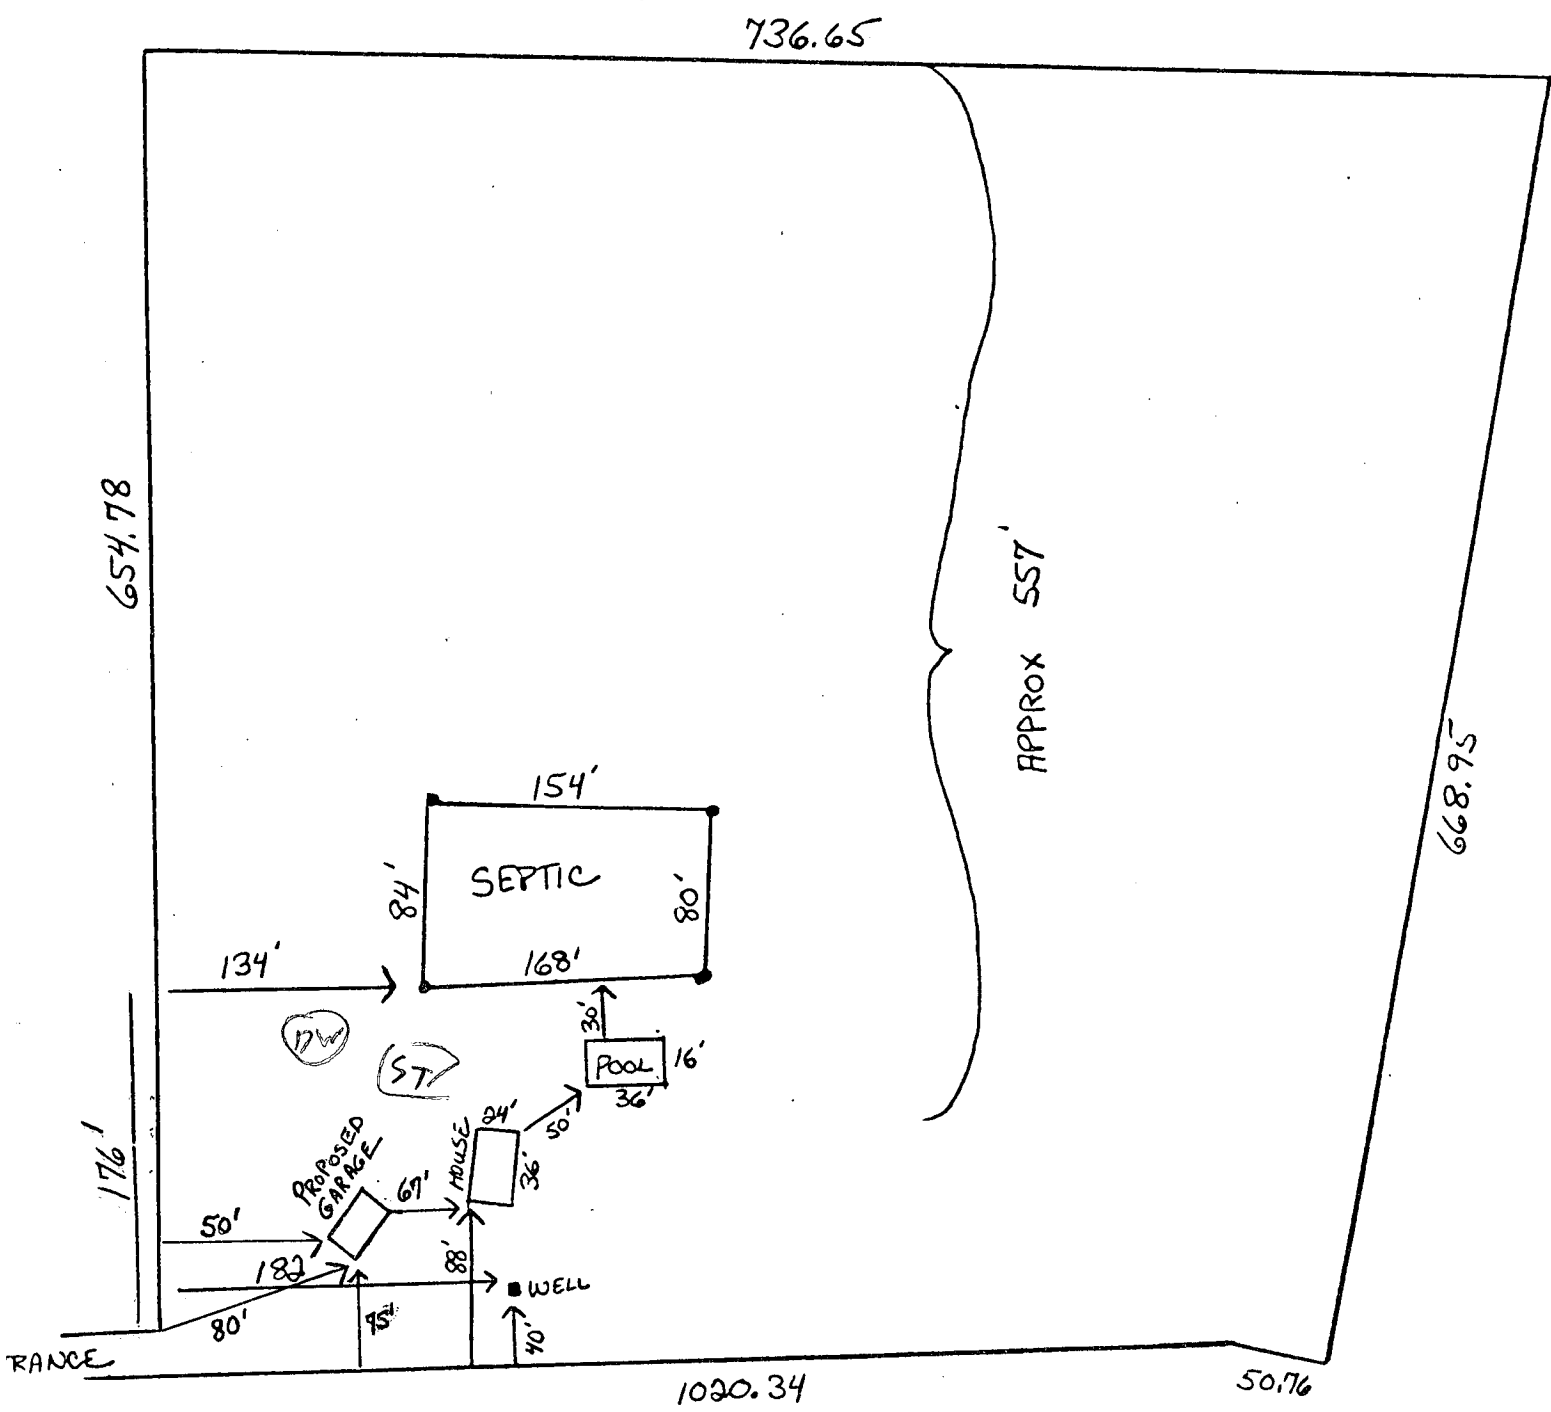 736.65
654.78
APPROX 557'
668.95
154'
84'
SEPTIC
80'
168'
134'
DW
ST
30'
POOL
16'
36'
50'
24'
HOUSE
36'
176'
PROPOSED
GARAGE
67'
50'
182
88'
WELL
80'
75'
40'
RANCE
1020.34
50.76